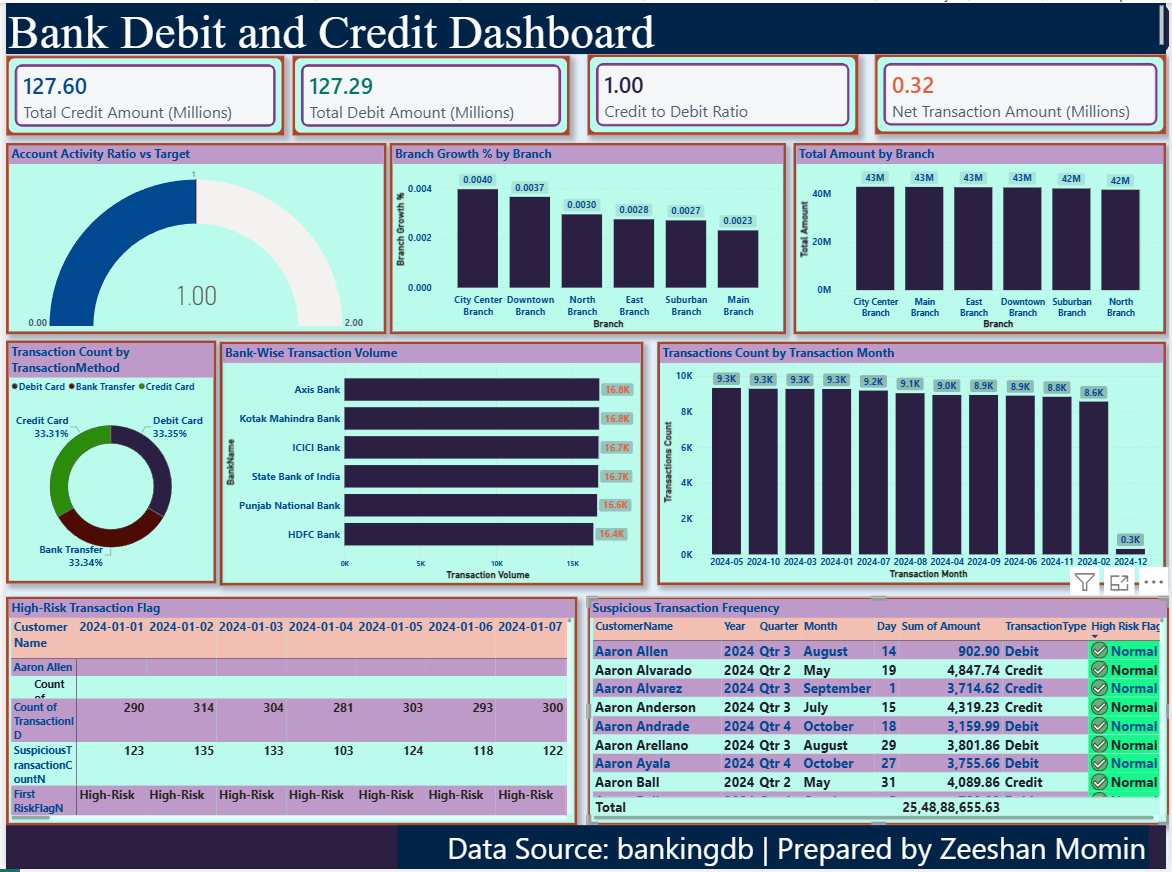 Bank Debit and Credit Dashboard
127.60
Total Credit Amount (Millions)
127.29
Total Debit Amount (Millions)
1.00
Credit to Debit Ratio
0.32
Net Transaction Amount (Millions)
Account Activity Ratio vs Target
1
1.00
0.00
2.00
Branch Growth % by Branch
Branch Growth %
0.004
0.002
0.000
0.0040
0.0037
0.0030
0.0028
0.0027
0.0023
City Center Branch
Downtown Branch
North Branch
East Branch
Suburban Branch
Main Branch
Branch
Total Amount by Branch
Total Amount
40M
20M
0M
43M
43M
43M
43M
42M
42M
City Center Branch
Main Branch
East Branch
Downtown Branch
Suburban Branch
North Branch
Branch
Transaction Count by
TransactionMethod
Debit Card Bank Transfer Credit Card
Credit Card
33.31%
Debit Card
33.35%
Bank Transfer
33.34%
Bank-Wise Transaction Volume
BankName
Axis Bank 16.8K
Kotak Mahindra Bank 16.8K
ICICI Bank 16.7K
State Bank of India 16.7K
Punjab National Bank 16.6K
HDFC Bank 16.4K
0K 5K 10K 15K
Transaction Volume
Transactions Count by Transaction Month
Transactions Count
10K
8K
6K
4K
2K
0K
9.3K 9.3K 9.3K 9.3K 9.2K 9.1K 9.0K 8.9K 8.9K 8.8K 8.6K 0.3K
2024-05 2024-10 2024-03 2024-01 2024-07 2024-08 2024-04 2024-09 2024-06 2024-11 2024-02 2024-12
Transaction Month
High-Risk Transaction Flag
Customer Name 2024-01-01 2024-01-02 2024-01-03 2024-01-04 2024-01-05 2024-01-06 2024-01-07
Aaron Allen
Count
Count of TransactionID 290 314 304 281 303 293 300
SuspiciousTransactionCountN 123 135 133 103 124 118 122
First RiskFlagN High-Risk High-Risk High-Risk High-Risk High-Risk High-Risk High-Risk
Suspicious Transaction Frequency
CustomerName Year Quarter Month Day Sum of Amount TransactionType High Risk Flag
Aaron Allen 2024 Qtr 3 August 14 902.90 Debit Normal
Aaron Alvarado 2024 Qtr 2 May 19 4,847.74 Credit Normal
Aaron Alvarez 2024 Qtr 3 September 1 3,714.62 Credit Normal
Aaron Anderson 2024 Qtr 3 July 15 4,319.23 Credit Normal
Aaron Andrade 2024 Qtr 4 October 18 3,159.99 Debit Normal
Aaron Arellano 2024 Qtr 3 August 29 3,801.86 Debit Normal
Aaron Ayala 2024 Qtr 4 October 27 3,755.66 Debit Normal
Aaron Ball 2024 Qtr 2 May 31 4,089.86 Credit Normal
Total 25,48,88,655.63
Data Source: bankingdb | Prepared by Zeeshan Momin